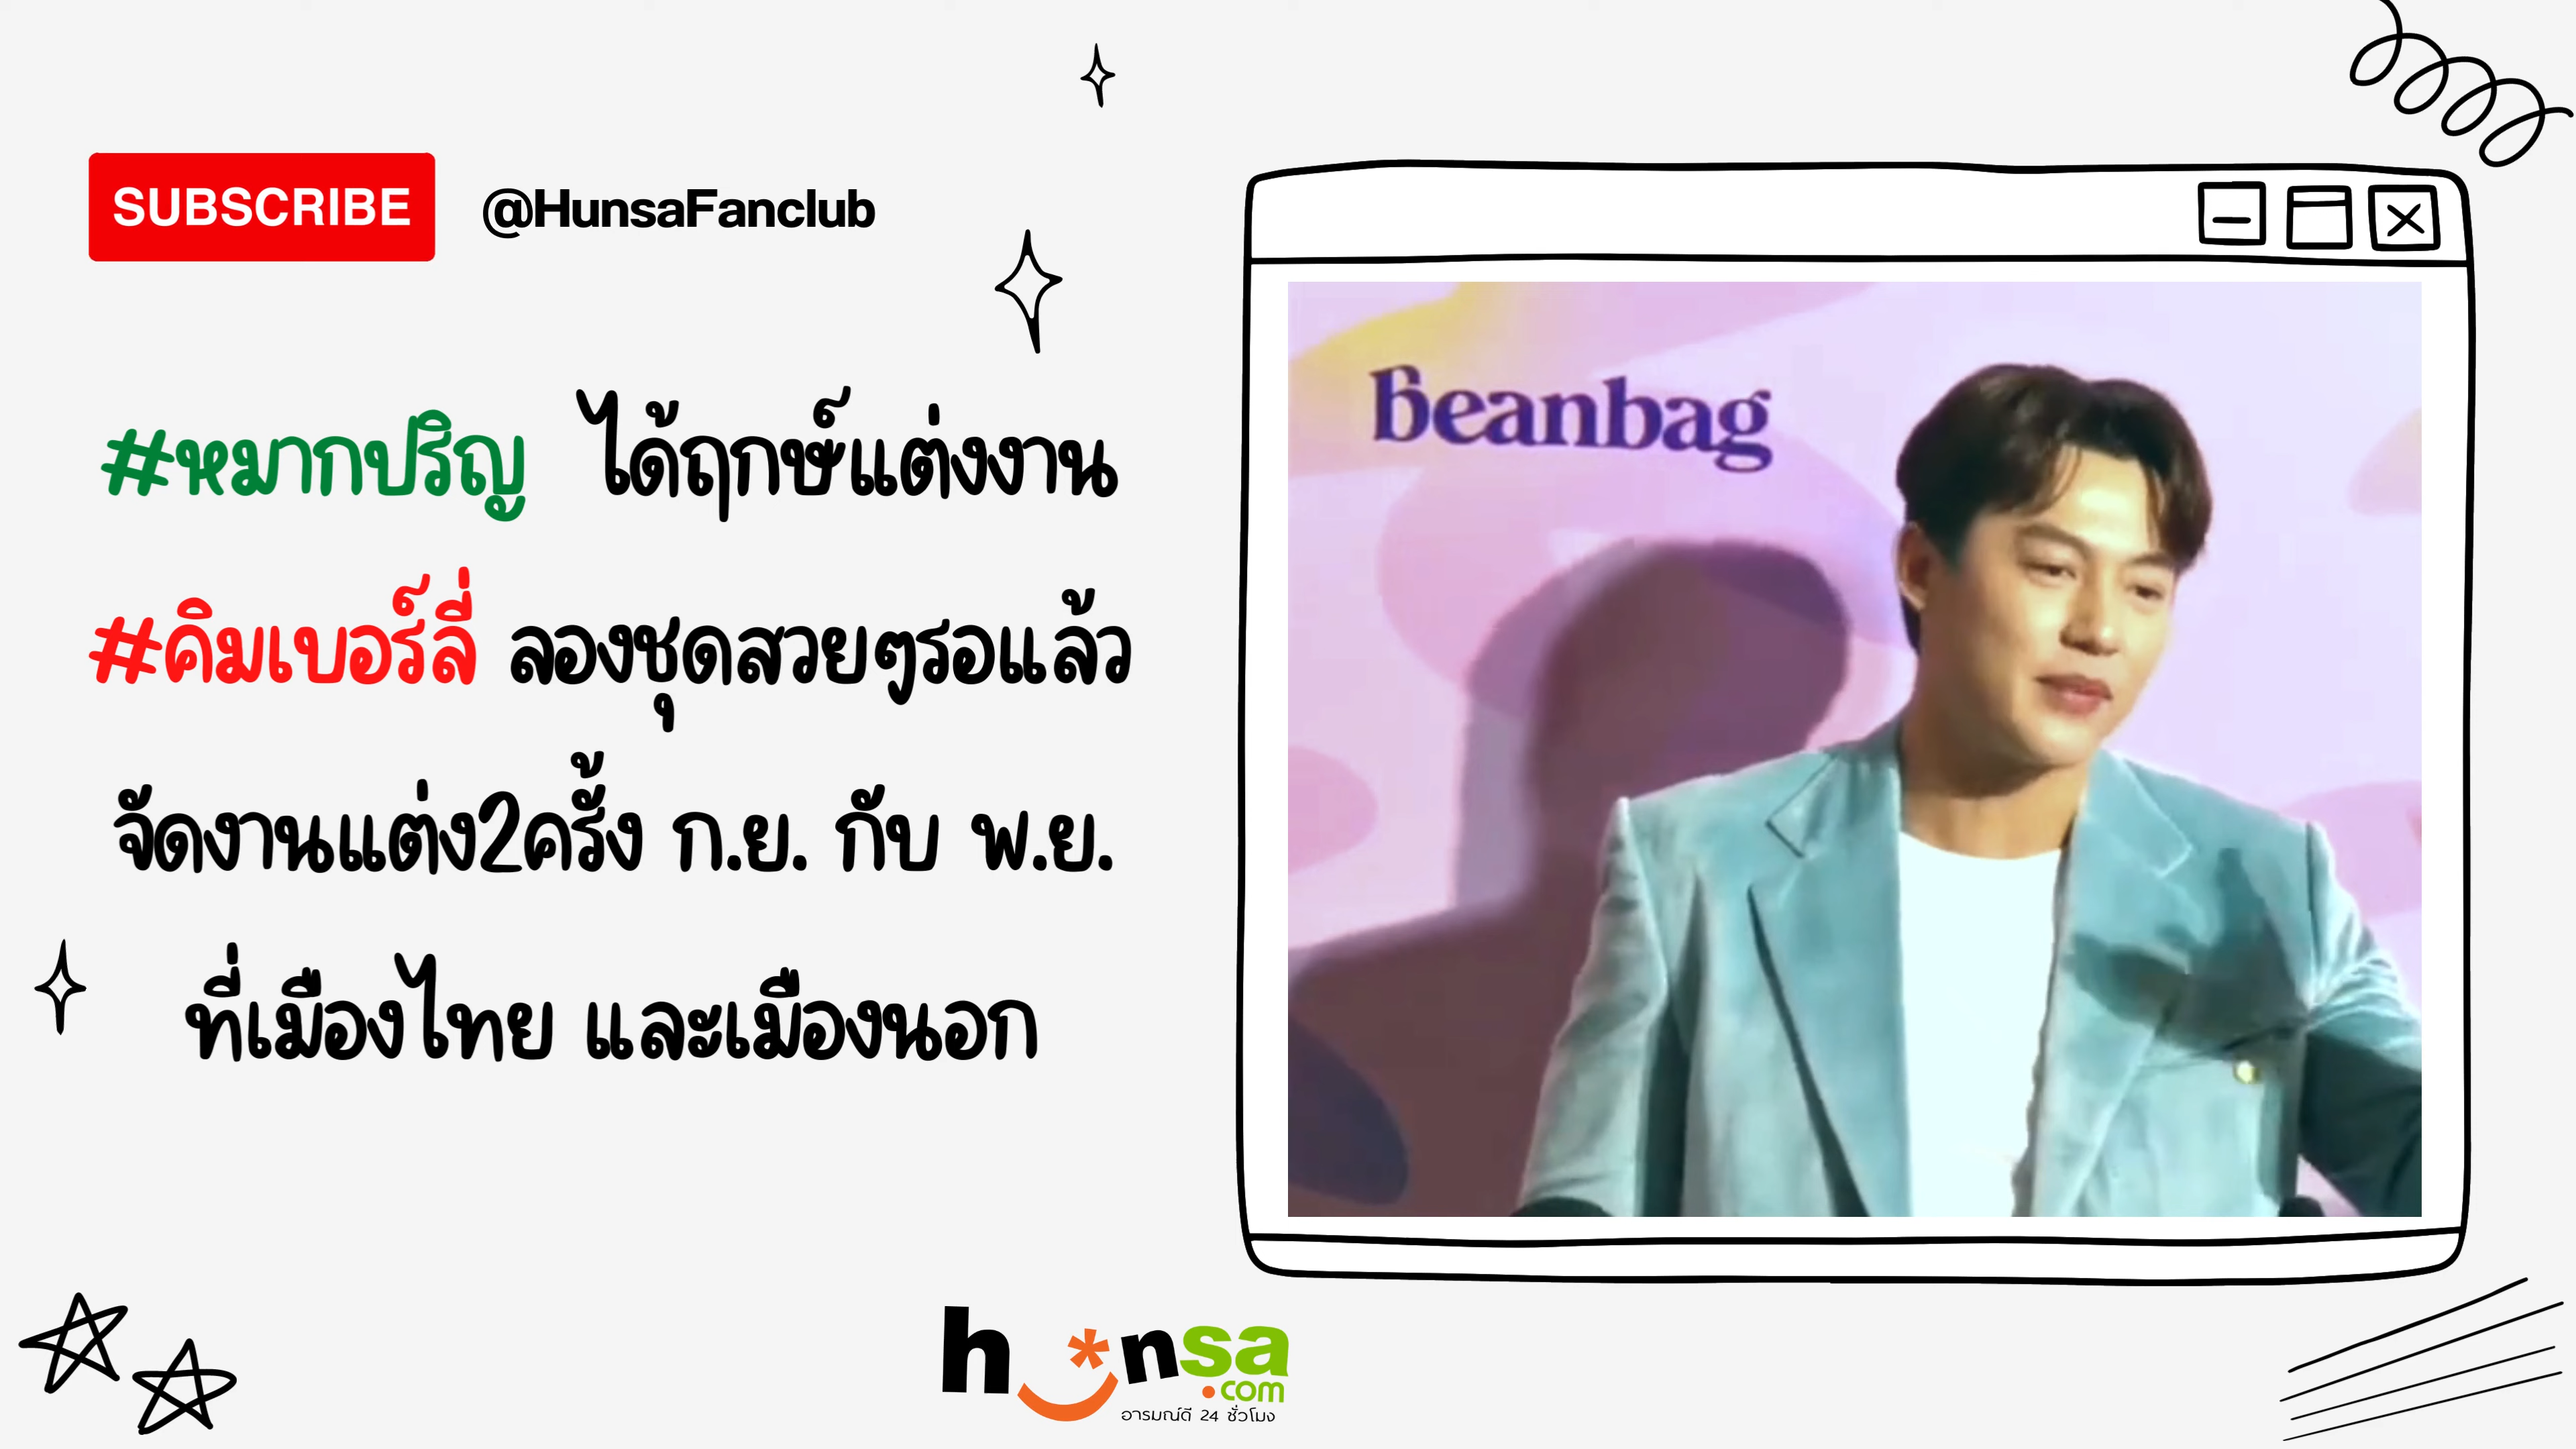 SUBSCRIBE @HunsaFanclub
#หมากปริญ ได้ฤกษ์แต่งงาน
#คิมเบอร์ลี่ ลองชุดสวยๆรอแล้ว
จัดงานแต่ง2ครั้ง ก.ย. กับ พ.ย.
ที่เมืองไทย และเมืองนอก
beanbag
hunsa
.com
อารมณ์ดี 24 ชั่วโมง